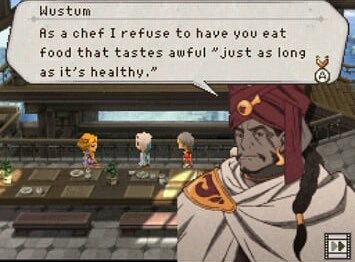 Wustum
As a chef I refuse to have you eat
food that tastes awful "just as long
as it's healthy."
A